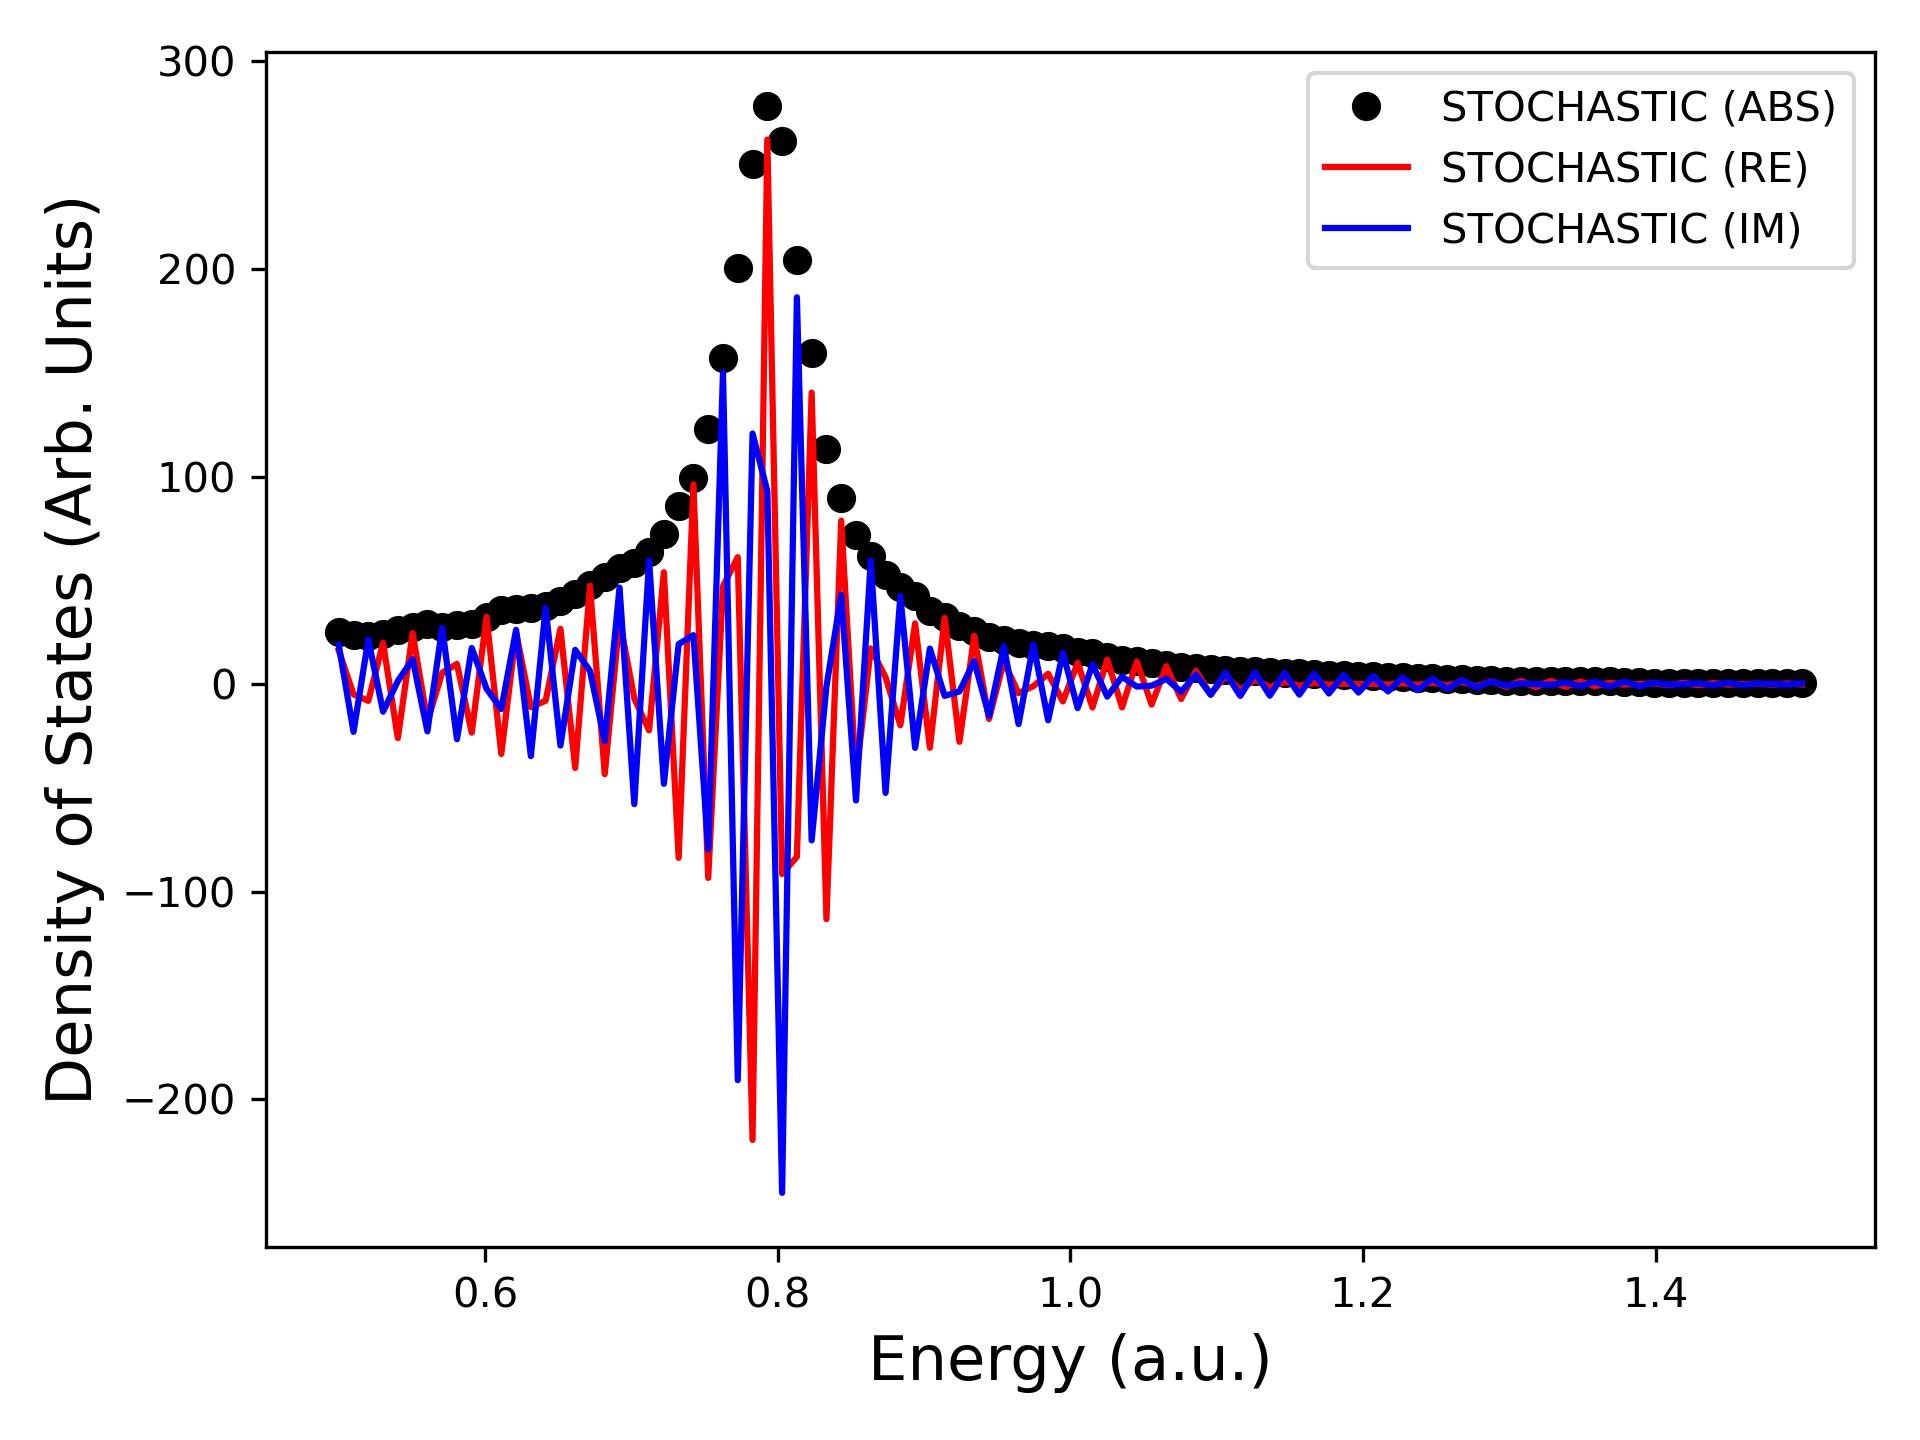 300
200
100
0
−100
−200
Density of States (Arb. Units)
STOCHASTIC (ABS)
STOCHASTIC (RE)
STOCHASTIC (IM)
0.6 0.8 1.0 1.2 1.4
Energy (a.u.)